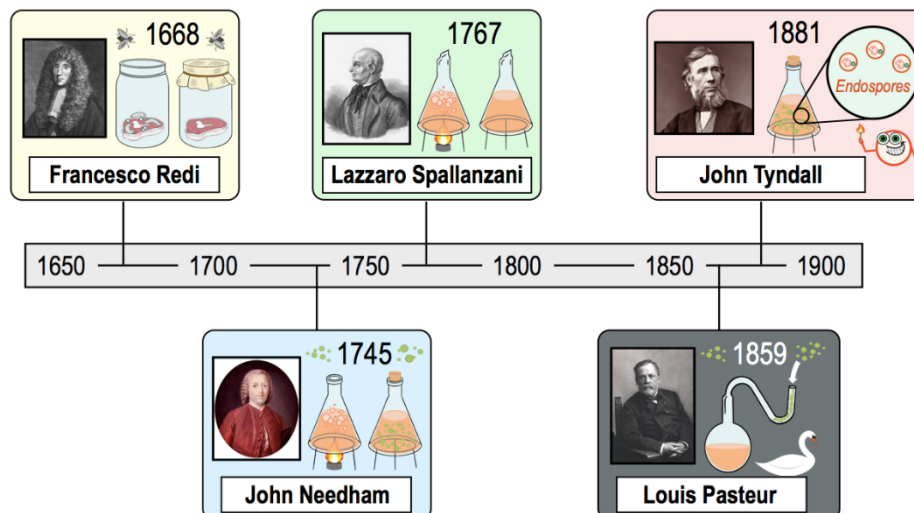 1668
Francesco Redi
1767
Lazzaro Spallanzani
1881
Endospores
John Tyndall
1650 1700 1750 1800 1850 1900
1745
John Needham
1859
Louis Pasteur